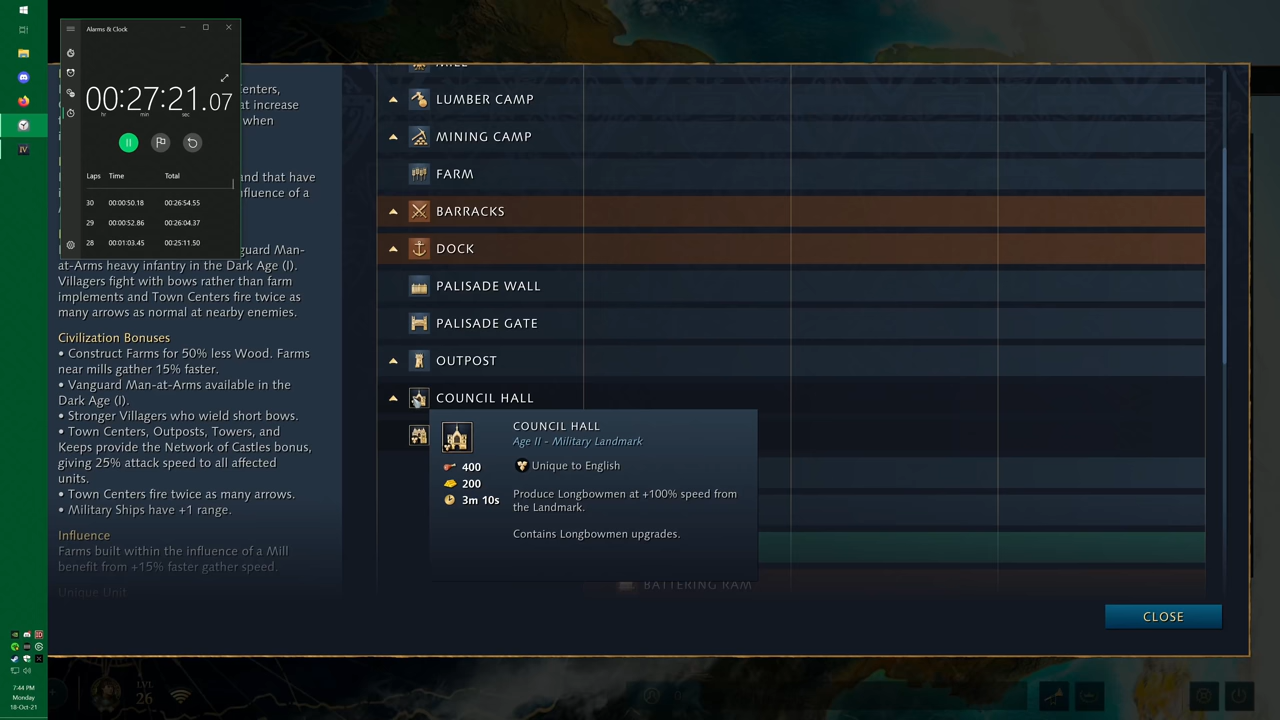 Alarms & Clock
00:27:21.07
hr min sec
Laps Time Total
30 00:00:50.18 00:26:54.55
29 00:00:52.86 00:26:04.37
28 00:01:03.45 00:25:11.50
enters,
at increase
when
and that have
nfluence of a
guard Man-
at-Arms heavy infantry in the Dark Age (I).
Villagers fight with bows rather than farm
implements and Town Centers fire twice as
many arrows as normal at nearby enemies.
Civilization Bonuses
• Construct Farms for 50% less Wood. Farms
near mills gather 15% faster.
• Vanguard Man-at-Arms available in the
Dark Age (I).
• Stronger Villagers who wield short bows.
• Town Centers, Outposts, Towers, and
Keeps provide the Network of Castles bonus,
giving 25% attack speed to all affected
units.
• Town Centers fire twice as many arrows.
• Military Ships have +1 range.
Influence
Farms built within the influence of a Mill
benefit from +15% faster gather speed.
Unique Unit
MILL
LUMBER CAMP
MINING CAMP
FARM
BARRACKS
DOCK
PALISADE WALL
PALISADE GATE
OUTPOST
COUNCIL HALL
COUNCIL HALL
Age II - Military Landmark
400
200
3m 10s
Unique to English
Produce Longbowmen at +100% speed from
the Landmark.
Contains Longbowmen upgrades.
BATTERING RAM
CLOSE
LVL
26
IV
7:44 PM
Monday
18-Oct-21